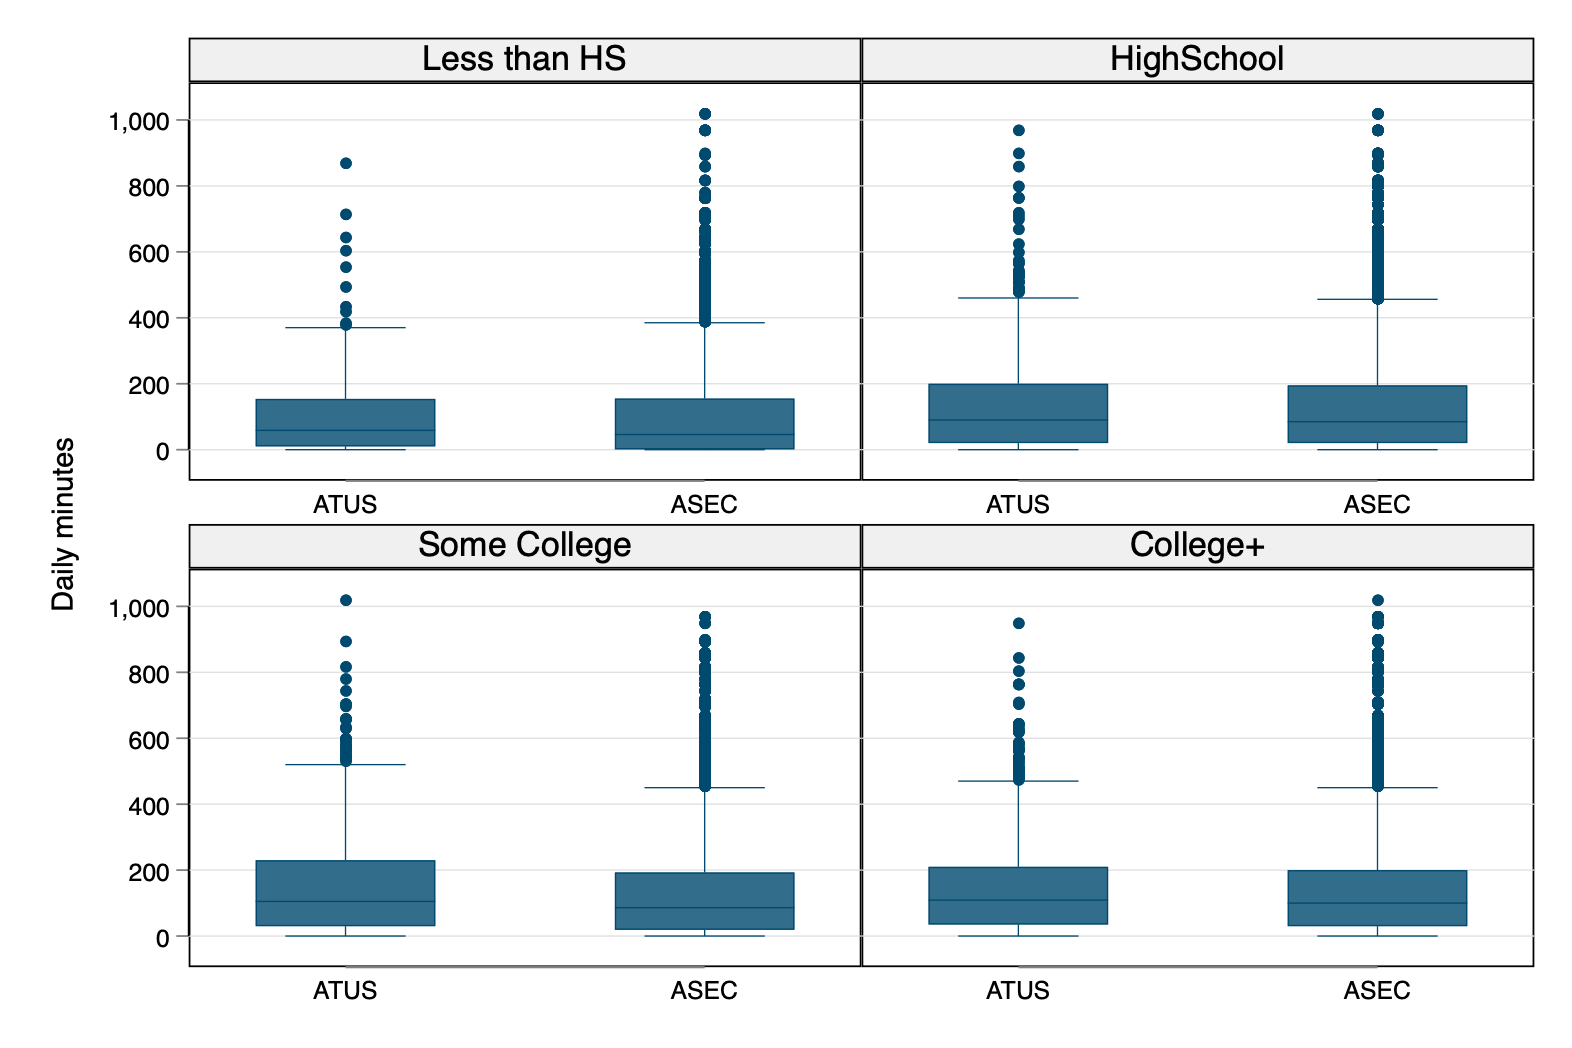 Less than HS
HighSchool
1,000
800
600
400
200
0
ATUS
ASEC
ATUS
ASEC
Daily minutes
Some College
College+
1,000
800
600
400
200
0
ATUS
ASEC
ATUS
ASEC